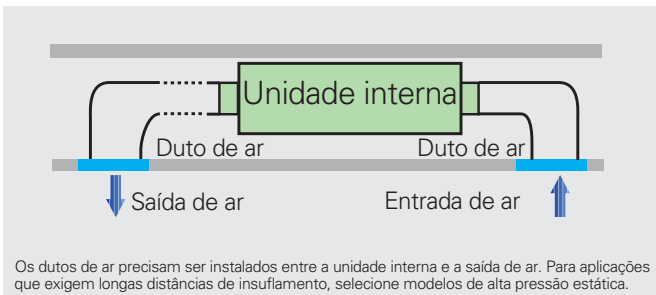 Unidade interna
Duto de ar
Duto de ar
Saída de ar
Entrada de ar
Os dutos de ar precisam ser instalados entre a unidade interna e a saída de ar. Para aplicações
que exigem longas distâncias de insuflamento, selecione modelos de alta pressão estática.